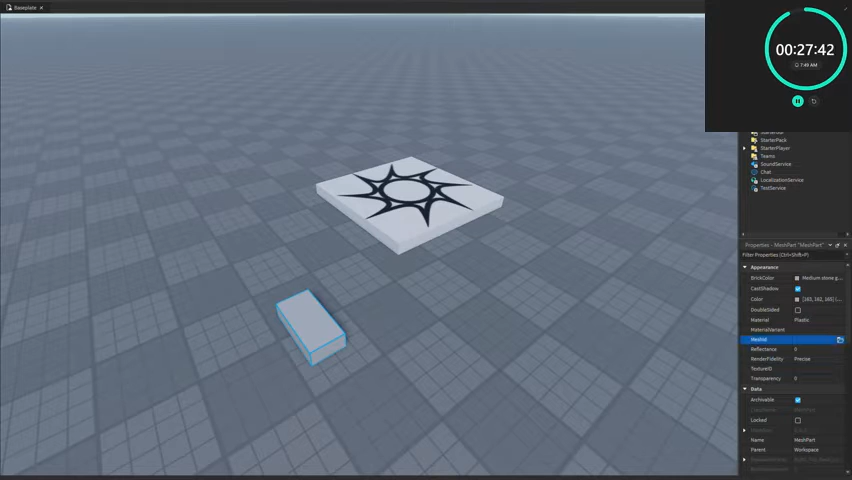 Baseplate
00:27:42
7:49 AM
StarterPack
StarterPlayer
Teams
SoundService
Chat
LocalizationService
TestService
Properties - MeshPart "MeshPart"
Filter Properties (Ctrl+Shift+P)
Appearance
BrickColor Medium stone g...
CastShadow
Color [163, 162, 165] (...
DoubleSided
Material Plastic
MaterialVariant
MeshId
Reflectance 0
RenderFidelity Precise
TextureID
Transparency 0
Data
Archivable
ClassName MeshPart
Locked
Name MeshPart
Parent Workspace